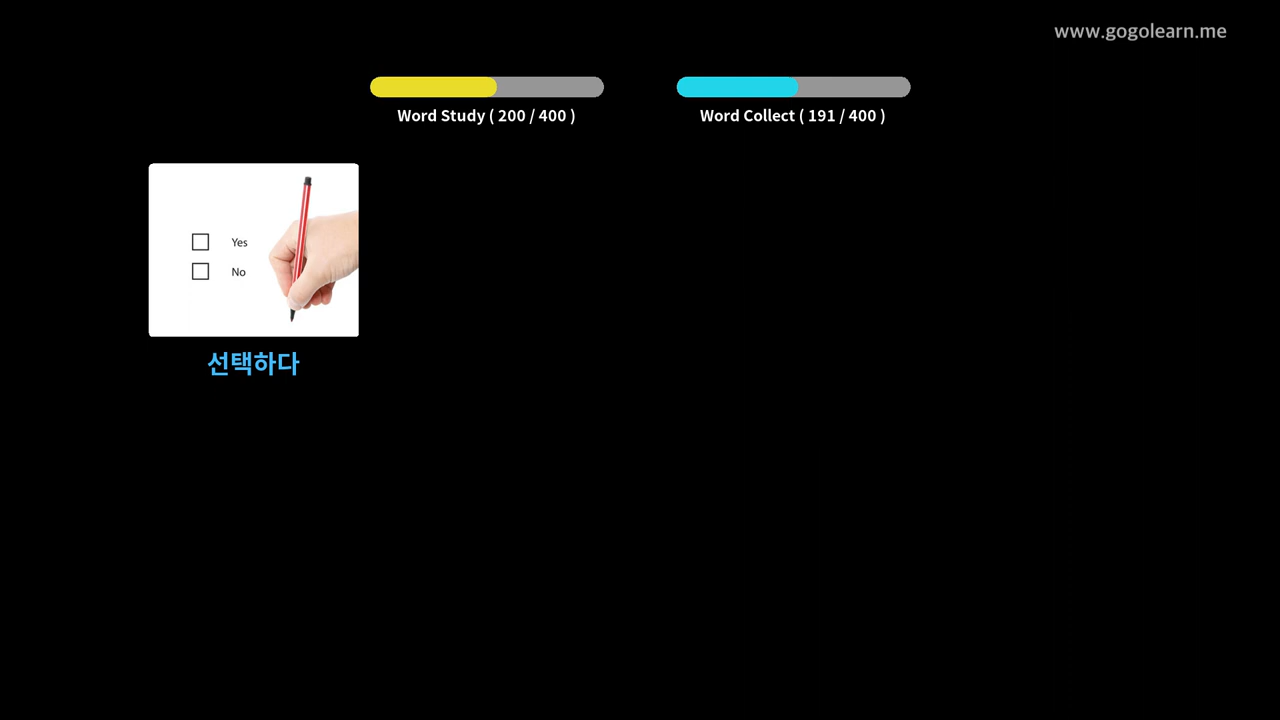 www.gogolearn.me
Word Study ( 200 / 400 )
Word Collect ( 191 / 400 )
Yes
No
선택하다